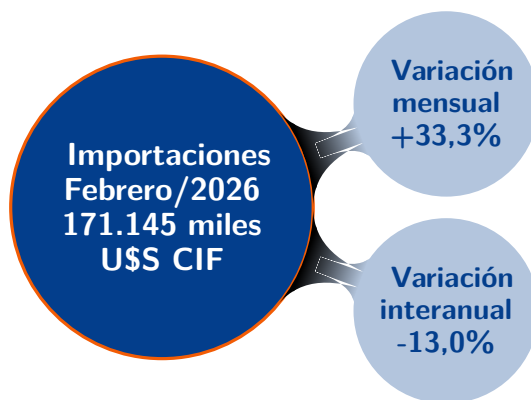 Importaciones
Febrero/2026
171.145 miles
U$S CIF
Variación
mensual
+33,3%
Variación
interanual
-13,0%